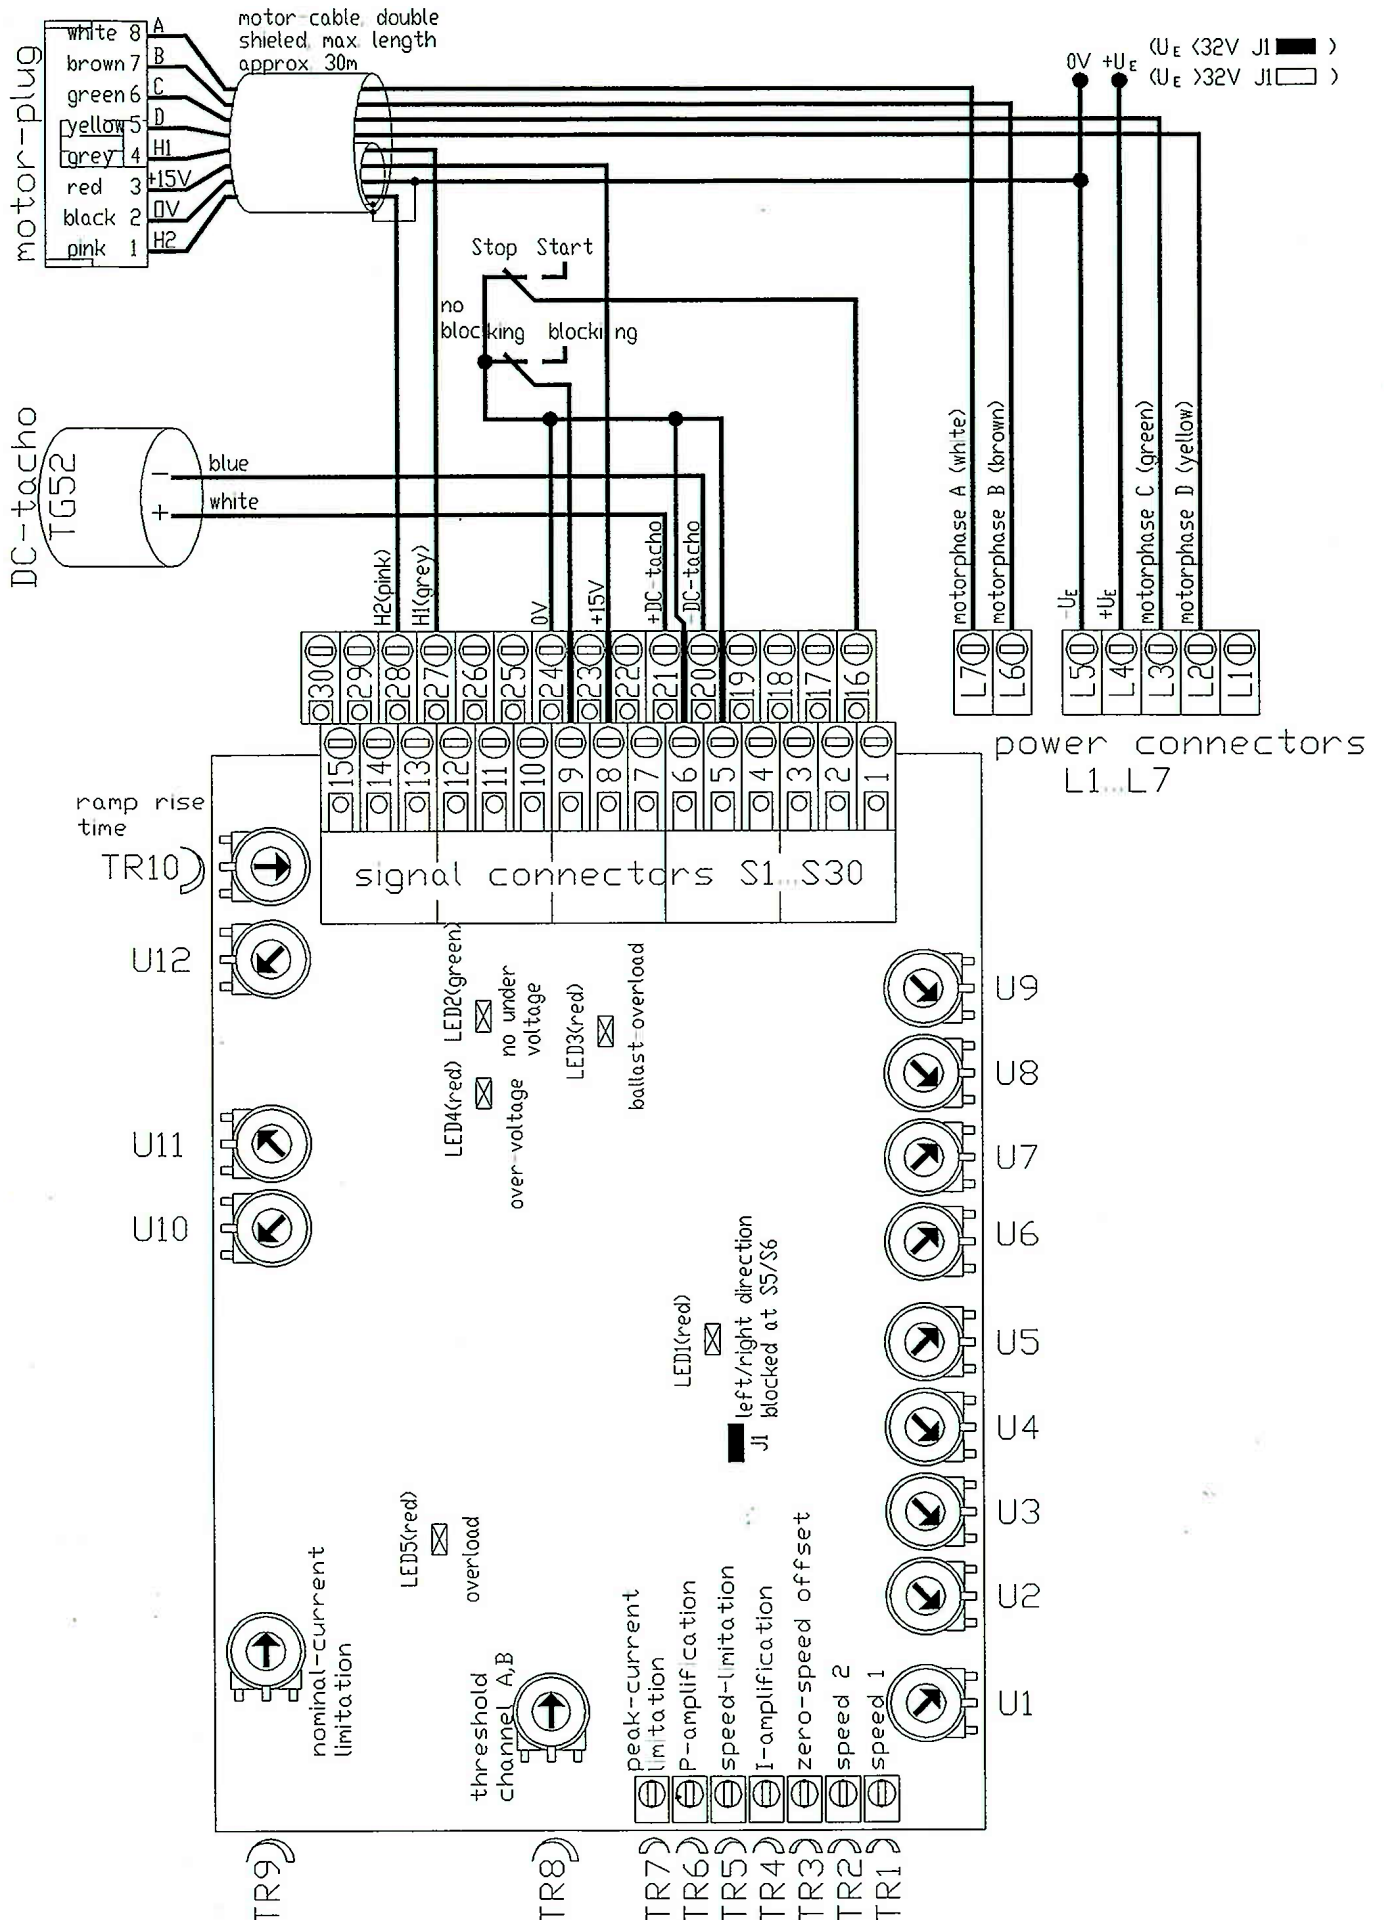 motor cable, double
shielded, max. length
approx. 30m
motor-plug
white 8 A
brown 7 B
green 6 C
yellow 5 D
grey 4 H1
red 3 +15V
black 2 0V
pink 1 H2
0V +UE
(UE <32V J1 )
(UE >32V J1 )
Stop Start
no
blocking blocking
DC-tacho
TG52
- blue
+ white
H2(pink)
H1(grey)
0V
+15V
+DC-tacho
-DC-tacho
motorphase A (white)
motorphase B (brown)
-UE
+UE
motorphase C (green)
motorphase D (yellow)
30 29 28 27 26 25 24 23 22 21 20 19 18 17 16
L7 L6 L5 L4 L3 L2 L1
power connectors
L1...L7
15 14 13 12 11 10 9 8 7 6 5 4 3 2 1
signal connectors S1...S30
ramp rise
time
TR10
U12
U11
U10
LED2(green)
no under
voltage
LED4(red)
over-voltage
LED3(red)
ballast-overload
U9
U8
U7
U6
U5
U4
U3
U2
U1
LED1(red)
left/right direction
blocked at S5/S6
J1
LED5(red)
overload
nominal-current
limitation
threshold
channel A,B
peak-current
limitation
P-amplification
speed-limitation
I-amplification
zero-speed offset
speed 2
speed 1
TR9
TR8
TR7
TR6
TR5
TR4
TR3
TR2
TR1